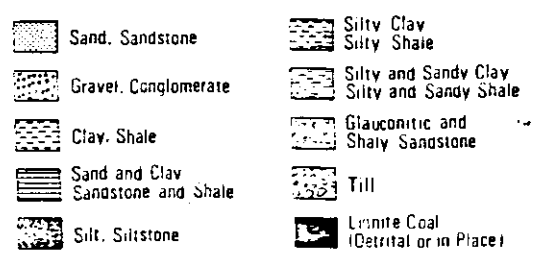 Sand, Sandstone
Gravel, Conglomerate
Clay, Shale
Sand and Clay
Sandstone and Shale
Silt, Siltstone
Silty Clay
Silty Shale
Silty and Sandy Clay
Silty and Sandy Shale
Glauconitic and
Shaly Sandstone
Till
Lignite Coal
(Detrital or in Place)